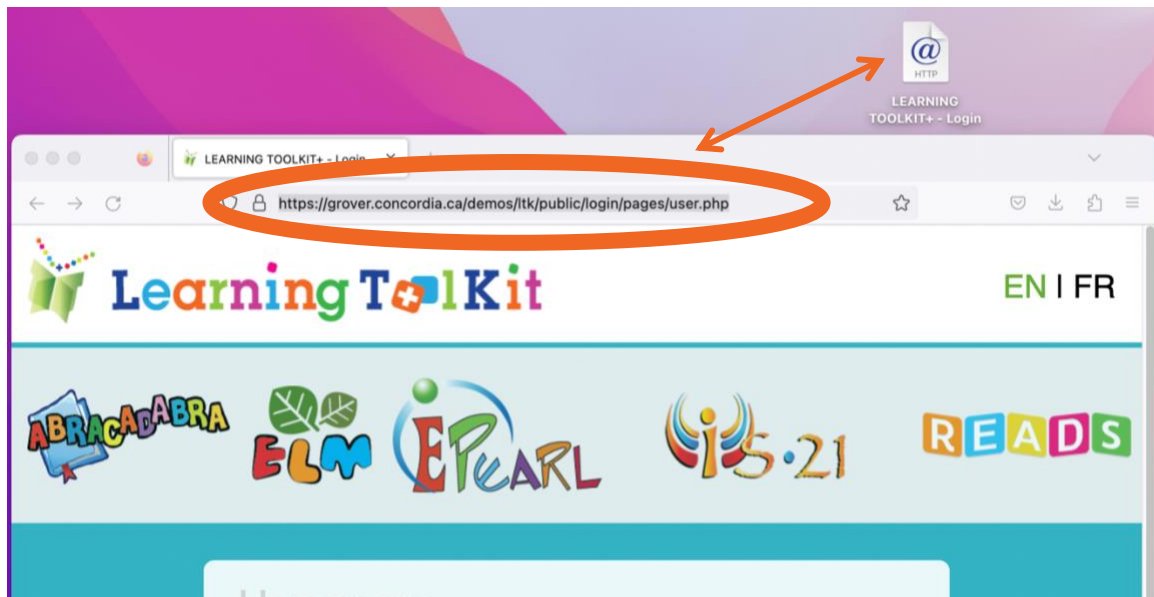 @
HTTP
LEARNING
TOOLKIT+ - Login
LEARNING TOOLKIT+ - Login
https://grover.concordia.ca/demos/ltk/public/login/pages/user.php
Learning ToolKit
EN | FR
ABRACADABRA
ELM
EPEARL
iS·21
READS